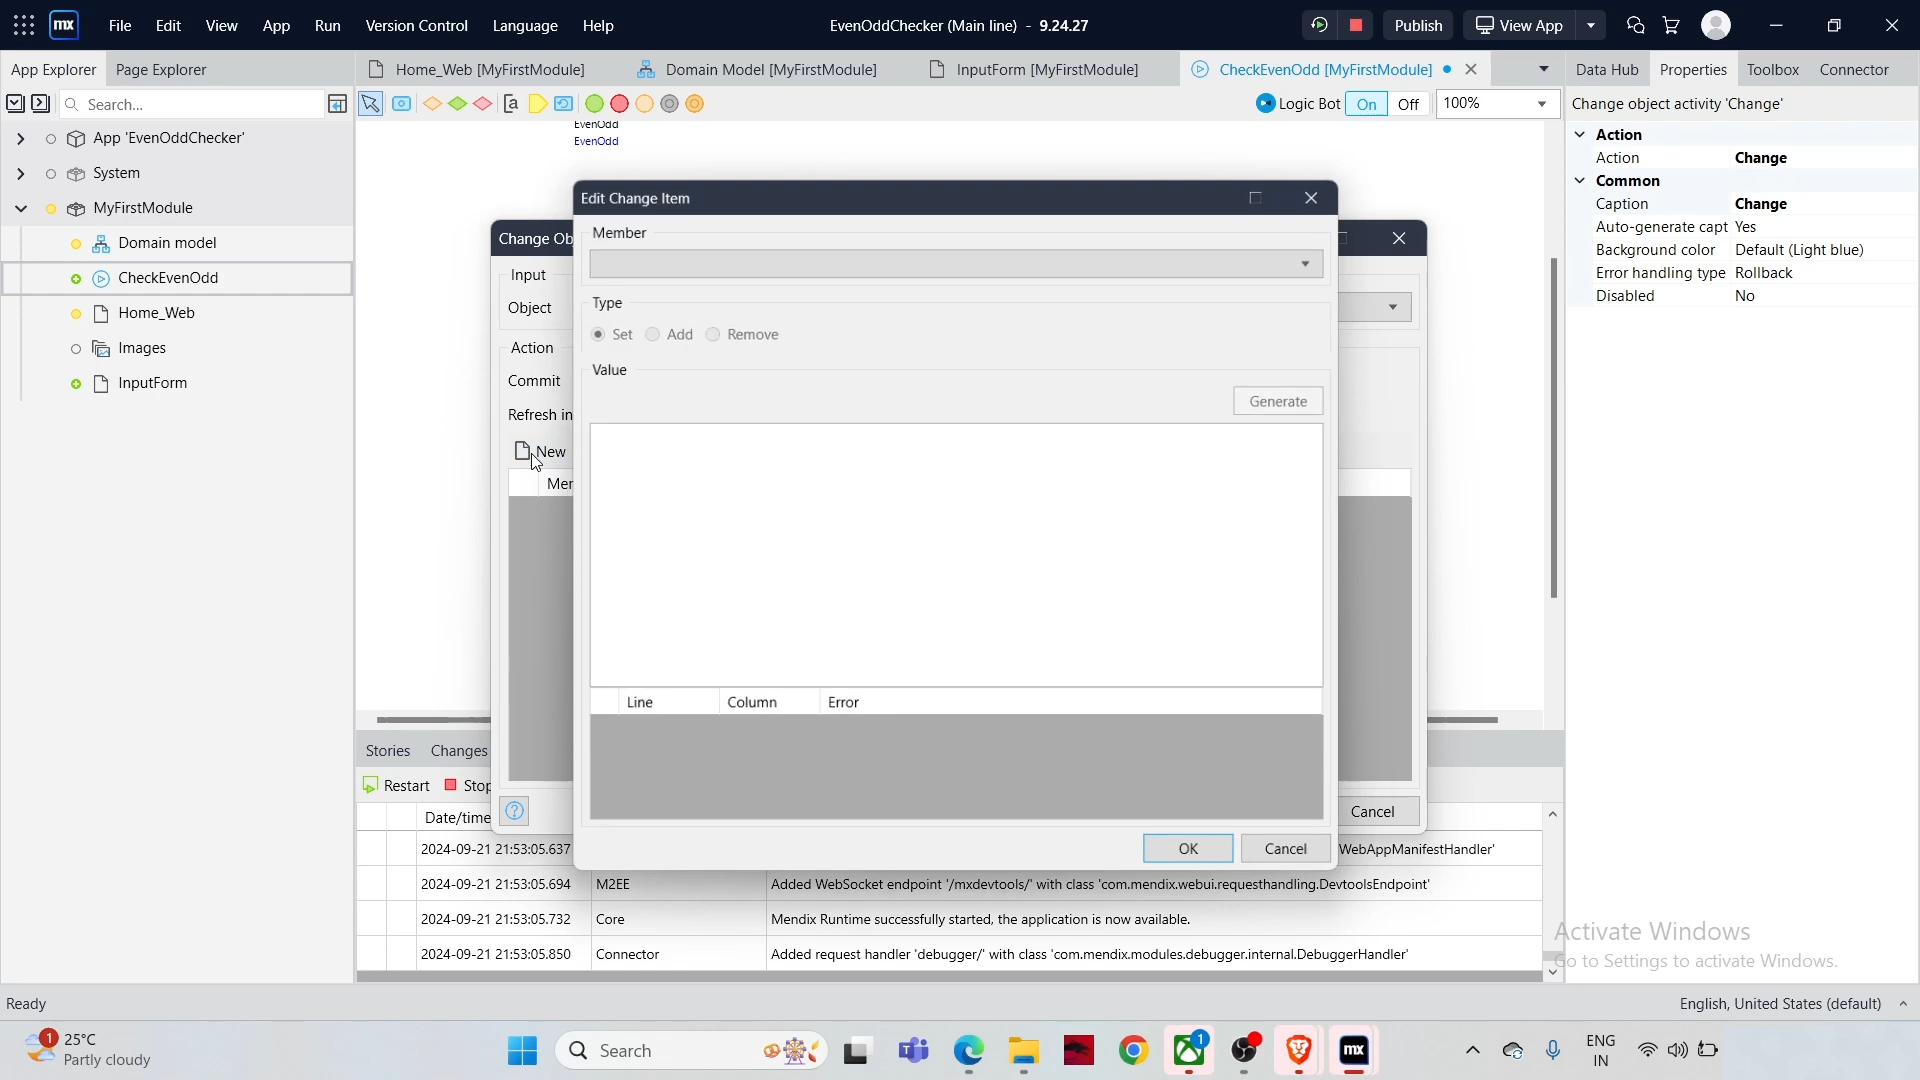 mx File Edit View App Run Version Control Language Help EvenOddChecker (Main line) - 9.24.27 Publish View App
App Explorer Page Explorer Home_Web [MyFirstModule] Domain Model [MyFirstModule] InputForm [MyFirstModule] CheckEvenOdd [MyFirstModule] Data Hub Properties Toolbox Connector
Search... Logic Bot On Off 100% Change object activity 'Change'
EvenOdd
EvenOdd
App 'EvenOddChecker'
System
MyFirstModule
Domain model
CheckEvenOdd
Home_Web
Images
InputForm
Action
Action Change
Common
Caption Change
Auto-generate capt Yes
Background color Default (Light blue)
Error handling type Rollback
Disabled No
Change Ob
Input
Object
Action
Commit
Refresh in
New
Mer
Cancel
Edit Change Item
Member
Type
Set Add Remove
Value
Generate
Line Column Error
OK Cancel
Stories Changes
Restart Stop
Date/time
2024-09-21 21:53:05.637 WebAppManifestHandler'
2024-09-21 21:53:05.694 M2EE Added WebSocket endpoint '/mxdevtools/' with class 'com.mendix.webui.requesthandling.DevtoolsEndpoint'
2024-09-21 21:53:05.732 Core Mendix Runtime successfully started, the application is now available.
2024-09-21 21:53:05.850 Connector Added request handler 'debugger/' with class 'com.mendix.modules.debugger.internal.DebuggerHandler'
Activate Windows
Go to Settings to activate Windows.
Ready English, United States (default)
1 25°C
Partly cloudy
Search
1
mx
ENG
IN